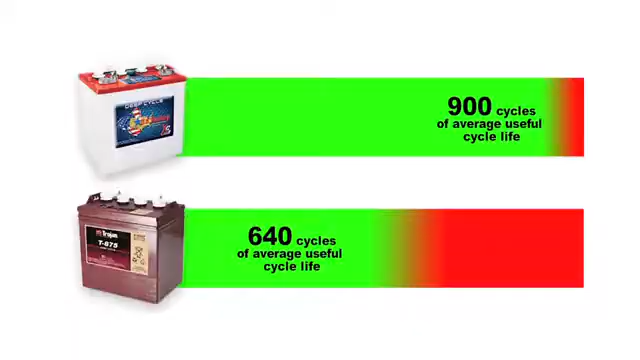 DEEP CYCLE
900 cycles
of average useful
cycle life
Trojan
T-875
640 cycles
of average useful
cycle life